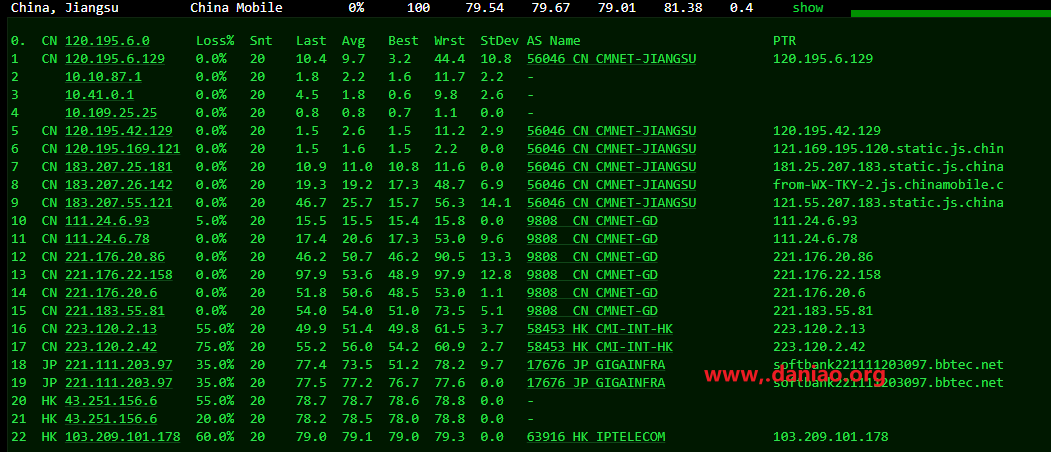 China, Jiangsu China Mobile 0% 100 79.54 79.67 79.01 81.38 0.4 show
0. CN 120.195.6.0 Loss% Snt Last Avg Best Wrst StDev AS Name PTR
1 CN 120.195.6.129 0.0% 20 10.4 9.7 3.2 44.4 10.8 56046 CN CMNET-JIANGSU 120.195.6.129
2 10.10.87.1 0.0% 20 1.8 2.2 1.6 11.7 2.2 -
3 10.41.0.1 0.0% 20 4.5 1.8 0.6 9.8 2.6 -
4 10.109.25.25 0.0% 20 0.8 0.8 0.7 1.1 0.0 -
5 CN 120.195.42.129 0.0% 20 1.5 2.6 1.5 11.2 2.9 56046 CN CMNET-JIANGSU 120.195.42.129
6 CN 120.195.169.121 0.0% 20 1.5 1.6 1.5 2.2 0.0 56046 CN CMNET-JIANGSU 121.169.195.120.static.js.chin
7 CN 183.207.25.181 0.0% 20 10.9 11.0 10.8 11.6 0.0 56046 CN CMNET-JIANGSU 181.25.207.183.static.js.china
8 CN 183.207.26.142 0.0% 20 19.3 19.2 17.3 48.7 6.9 56046 CN CMNET-JIANGSU from-WX-TKY-2.js.chinamobile.c
9 CN 183.207.55.121 0.0% 20 46.7 25.7 15.7 56.3 14.1 56046 CN CMNET-JIANGSU 121.55.207.183.static.js.china
10 CN 111.24.6.93 5.0% 20 15.5 15.5 15.4 15.8 0.0 9808 CN CMNET-GD 111.24.6.93
11 CN 111.24.6.78 0.0% 20 17.4 20.6 17.3 53.0 9.6 9808 CN CMNET-GD 111.24.6.78
12 CN 221.176.20.86 0.0% 20 46.2 50.7 46.2 90.5 13.3 9808 CN CMNET-GD 221.176.20.86
13 CN 221.176.22.158 0.0% 20 97.9 53.6 48.9 97.9 12.8 9808 CN CMNET-GD 221.176.22.158
14 CN 221.176.20.6 0.0% 20 51.8 50.6 48.5 53.0 1.1 9808 CN CMNET-GD 221.176.20.6
15 CN 221.183.55.81 0.0% 20 54.0 54.0 51.0 73.5 5.1 9808 CN CMNET-GD 221.183.55.81
16 CN 223.120.2.13 55.0% 20 49.9 51.4 49.8 61.5 3.7 58453 HK CMI-INT-HK 223.120.2.13
17 CN 223.120.2.42 75.0% 20 55.2 56.0 54.2 60.9 2.7 58453 HK CMI-INT-HK 223.120.2.42
18 JP 221.111.203.97 35.0% 20 77.4 73.5 51.2 78.2 9.7 17676 JP GIGAINFRA softbank221111203097.bbtec.net
19 JP 221.111.203.97 35.0% 20 77.5 77.2 76.7 77.6 0.0 17676 JP GIGAINFRA softbank221111203097.bbtec.net
www,.daniao.org
20 HK 43.251.156.6 55.0% 20 78.7 78.7 78.6 78.8 0.0 -
21 HK 43.251.156.6 20.0% 20 78.2 78.5 78.0 78.8 0.0 -
22 HK 103.209.101.178 60.0% 20 79.0 79.1 79.0 79.3 0.0 63916 HK IPTELECOM 103.209.101.178